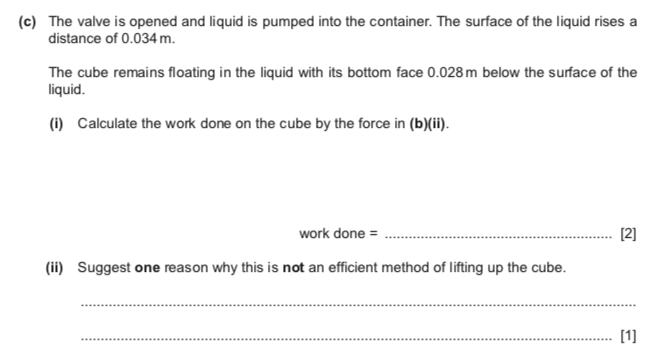 (c) The valve is opened and liquid is pumped into the container. The surface of the liquid rises a
distance of 0.034 m.
The cube remains floating in the liquid with its bottom face 0.028 m below the surface of the
liquid.
(i) Calculate the work done on the cube by the force in (b)(ii).
work done = ............................................................ [2]
(ii) Suggest one reason why this is not an efficient method of lifting up the cube.
..........................................................................................................................................
..................................................................................................................................... [1]